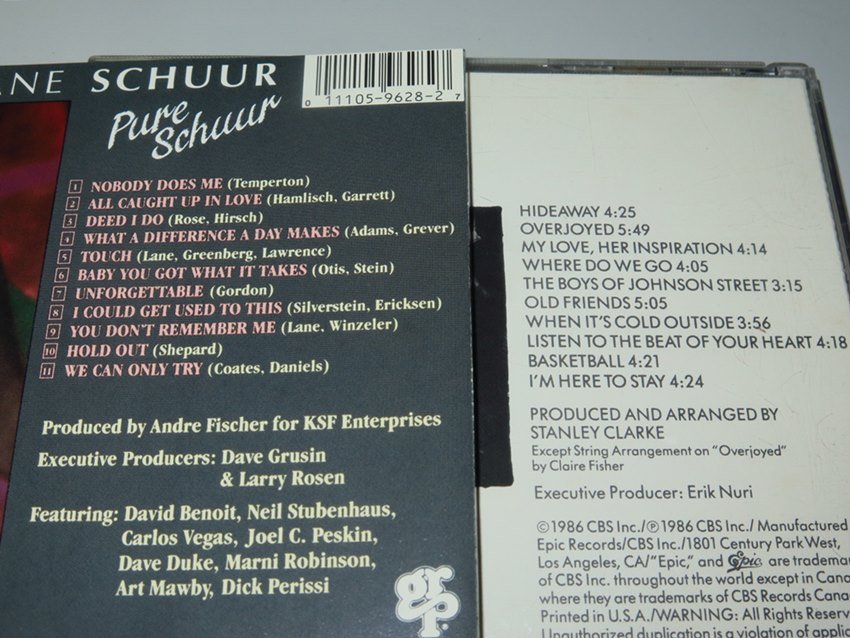 ANE SCHUUR
Pure
Schuur
0 11105-9628-2 7
1 NOBODY DOES ME (Temperton)
2 ALL CAUGHT UP IN LOVE (Hamlisch, Garrett)
3 DEED I DO (Rose, Hirsch)
4 WHAT A DIFFERENCE A DAY MAKES (Adams, Grever)
5 TOUCH (Lane, Greenberg, Lawrence)
6 BABY YOU GOT WHAT IT TAKES (Otis, Stein)
7 UNFORGETTABLE (Gordon)
8 I COULD GET USED TO THIS (Silverstein, Ericksen)
9 YOU DON'T REMEMBER ME (Lane, Winzeler)
10 HOLD OUT (Shepard)
11 WE CAN ONLY TRY (Coates, Daniels)
Produced by Andre Fischer for KSF Enterprises
Executive Producers: Dave Grusin
& Larry Rosen
Featuring: David Benoit, Neil Stubenhaus,
Carlos Vegas, Joel C. Peskin,
Dave Duke, Marni Robinson,
Art Mawby, Dick Perissi
grp
HIDEAWAY 4:25
OVERJOYED 5:49
MY LOVE, HER INSPIRATION 4:14
WHERE DO WE GO 4:05
THE BOYS OF JOHNSON STREET 3:15
OLD FRIENDS 5:05
WHEN IT'S COLD OUTSIDE 3:56
LISTEN TO THE BEAT OF YOUR HEART 4:18
BASKETBALL 4:21
I'M HERE TO STAY 4:24
PRODUCED AND ARRANGED BY
STANLEY CLARKE
Except String Arrangement on "Overjoyed"
by Claire Fisher
Executive Producer: Erik Nuri
© 1986 CBS Inc./℗ 1986 CBS Inc./ Manufactured
Epic Records/CBS Inc./1801 Century Park West,
Los Angeles, CA/"Epic," and Epic are tradema
of CBS Inc. throughout the world except in Cana
where they are trademarks of CBS Records Cana
Printed in U.S.A./WARNING: All Rights Reserv
Unauthorized duplication is a violation of applic